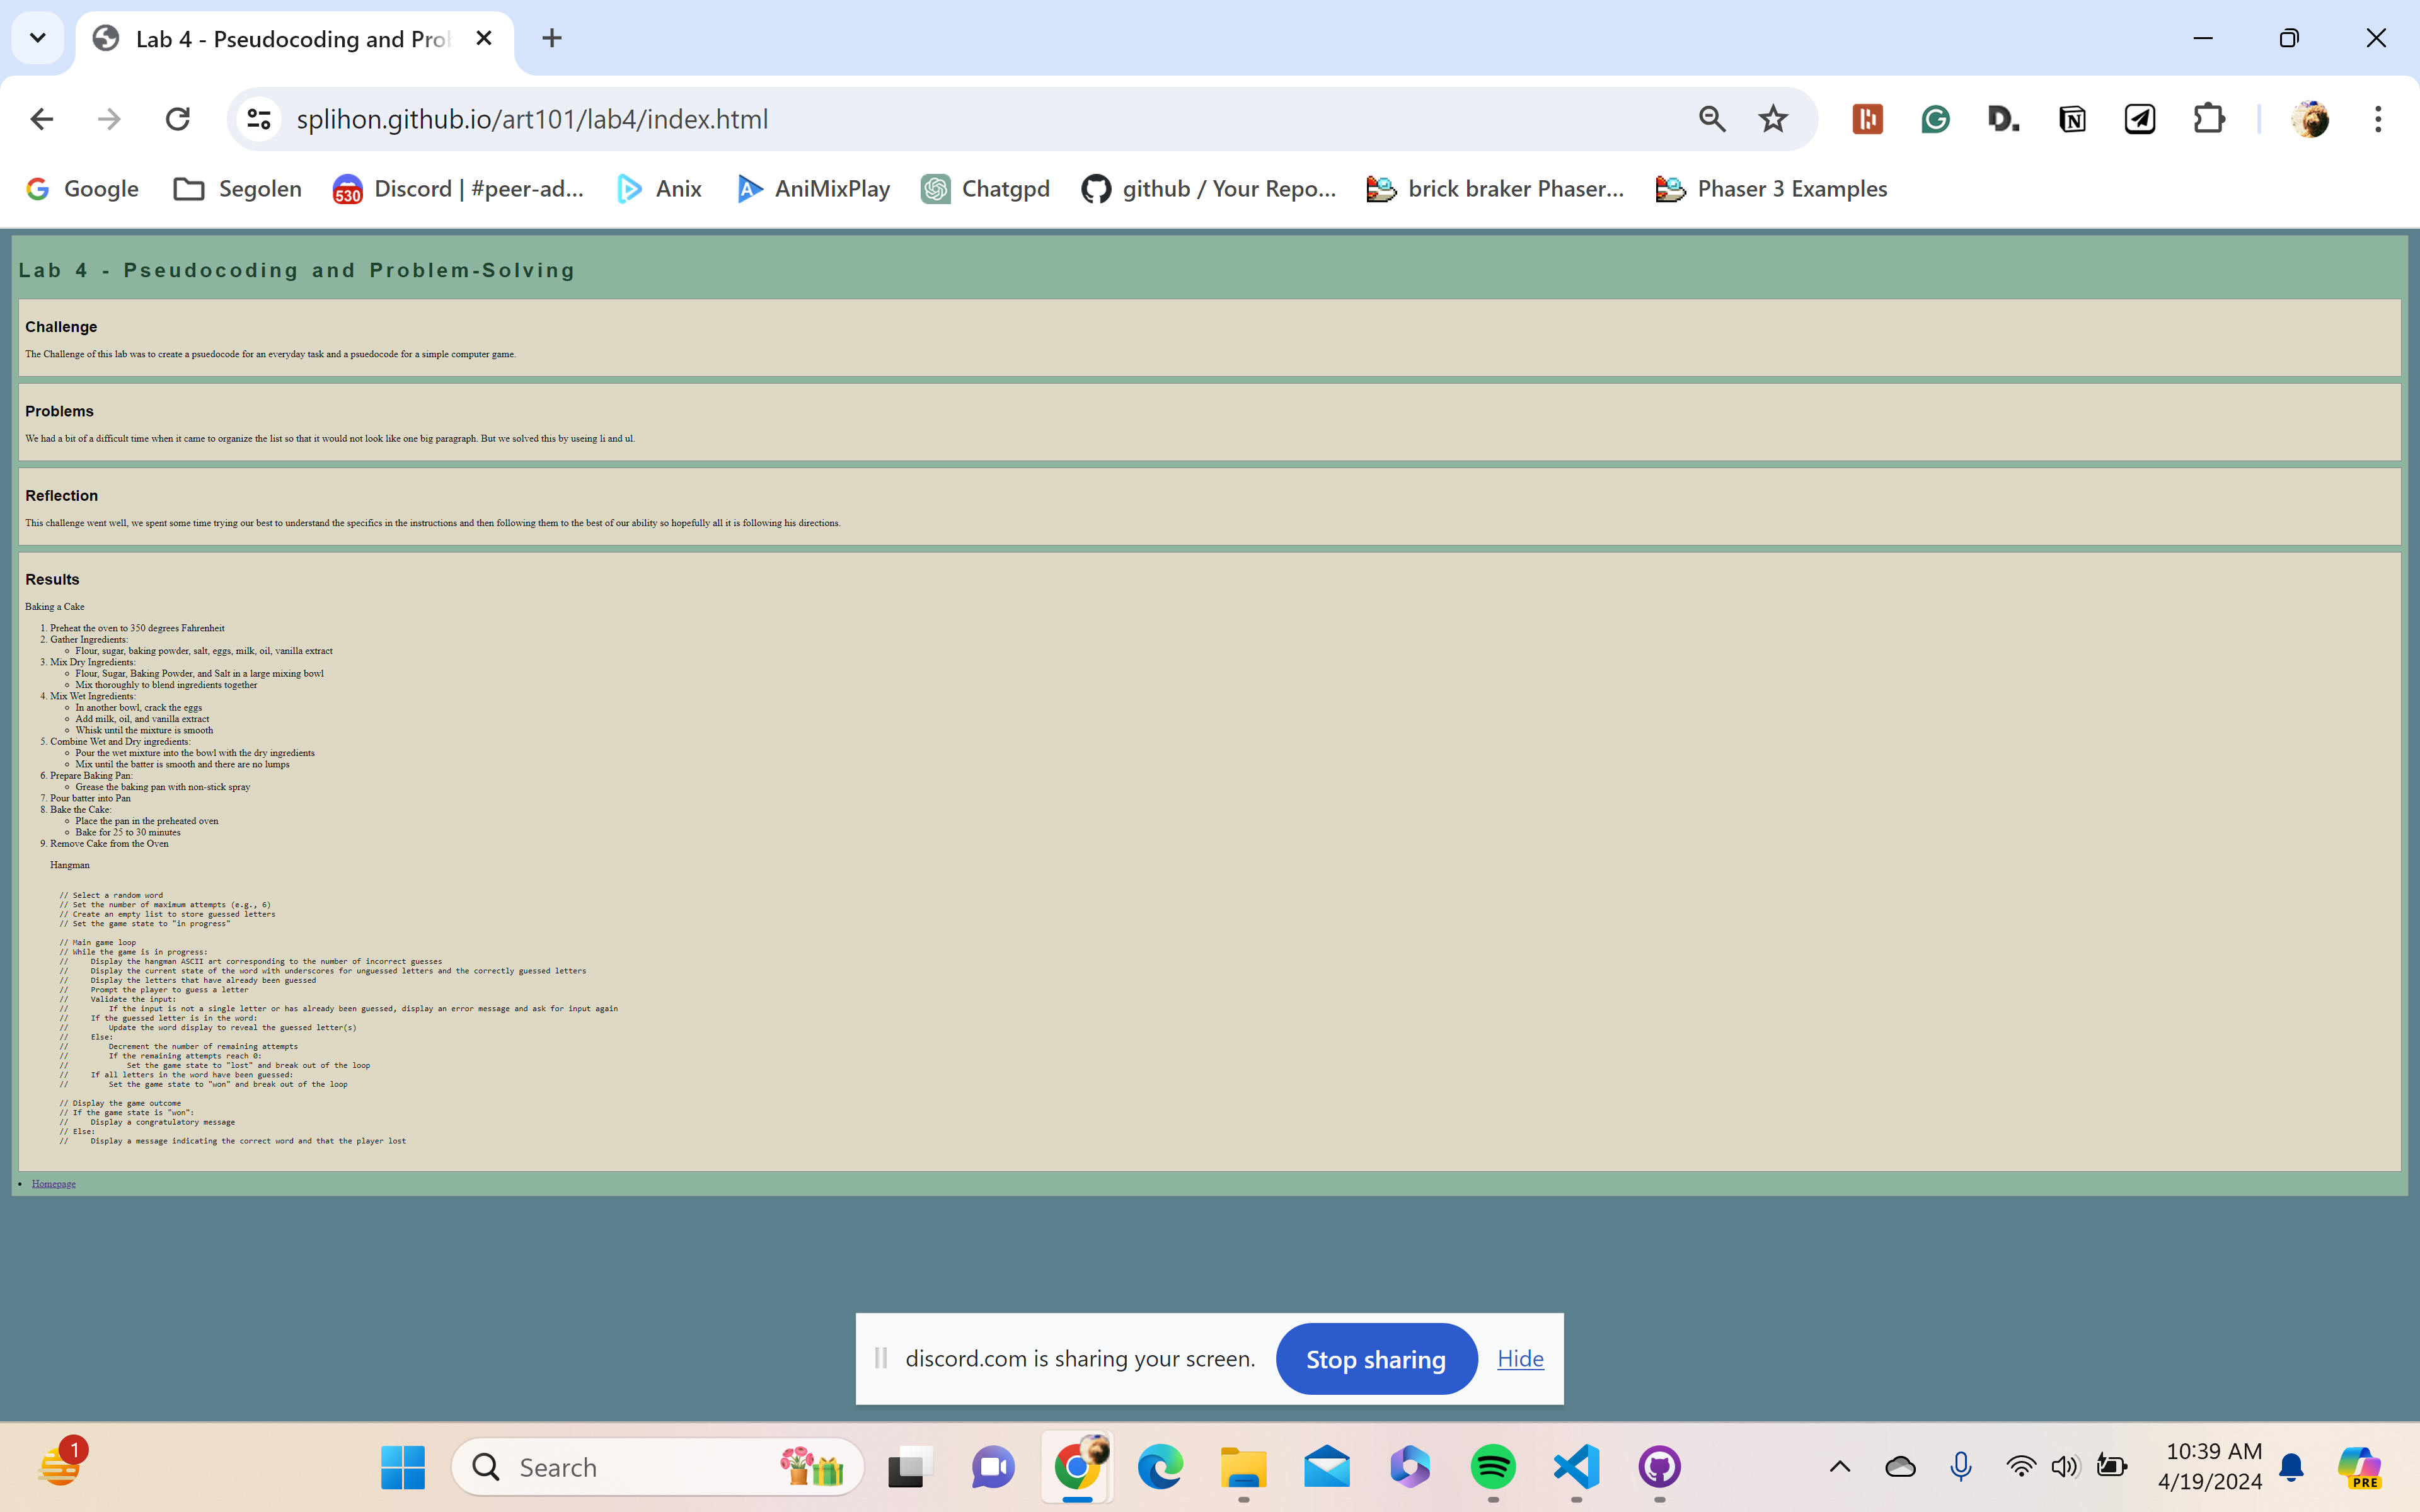 Lab 4 - Pseudocoding and Pro
splihon.github.io/art101/lab4/index.html
Google Segolen Discord | #peer-ad... Anix AniMixPlay Chatgpd github / Your Repo... brick braker Phaser... Phaser 3 Examples
530
Lab 4 - Pseudocoding and Problem-Solving
Challenge
The Challenge of this lab was to create a psuedocode for an everyday task and a psuedocode for a simple computer game.
Problems
We had a bit of a difficult time when it came to organize the list so that it would not look like one big paragraph. But we solved this by useing li and ul.
Reflection
This challenge went well, we spent some time trying our best to understand the specifics in the instructions and then following them to the best of our ability so hopefully all it is following his directions.
Results
Baking a Cake
1. Preheat the oven to 350 degrees Fahrenheit
2. Gather Ingredients:
Flour, sugar, baking powder, salt, eggs, milk, oil, vanilla extract
3. Mix Dry Ingredients:
Flour, Sugar, Baking Powder, and Salt in a large mixing bowl
Mix thoroughly to blend ingredients together
4. Mix Wet Ingredients:
In another bowl, crack the eggs
Add milk, oil, and vanilla extract
Whisk until the mixture is smooth
5. Combine Wet and Dry ingredients:
Pour the wet mixture into the bowl with the dry ingredients
Mix until the batter is smooth and there are no lumps
6. Prepare Baking Pan:
Grease the baking pan with non-stick spray
7. Pour batter into Pan
8. Bake the Cake:
Place the pan in the preheated oven
Bake for 25 to 30 minutes
9. Remove Cake from the Oven
Hangman
// Select a random word
// Set the number of maximum attempts (e.g., 6)
// Create an empty list to store guessed letters
// Set the game state to "in progress"
// Main game loop
// While the game is in progress:
// Display the hangman ASCII art corresponding to the number of incorrect guesses
// Display the current state of the word with underscores for unguessed letters and the correctly guessed letters
// Display the letters that have already been guessed
// Prompt the player to guess a letter
// Validate the input:
// If the input is not a single letter or has already been guessed, display an error message and ask for input again
// If the guessed letter is in the word:
// Update the word display to reveal the guessed letter(s)
// Else:
// Decrement the number of remaining attempts
// If the remaining attempts reach 0:
// Set the game state to "lost" and break out of the loop
// If all letters in the word have been guessed:
// Set the game state to "won" and break out of the loop
// Display the game outcome
// If the game state is "won":
// Display a congratulatory message
// Else:
// Display a message indicating the correct word and that the player lost
Homepage
discord.com is sharing your screen. Stop sharing Hide
1
Search
10:39 AM
4/19/2024
PRE